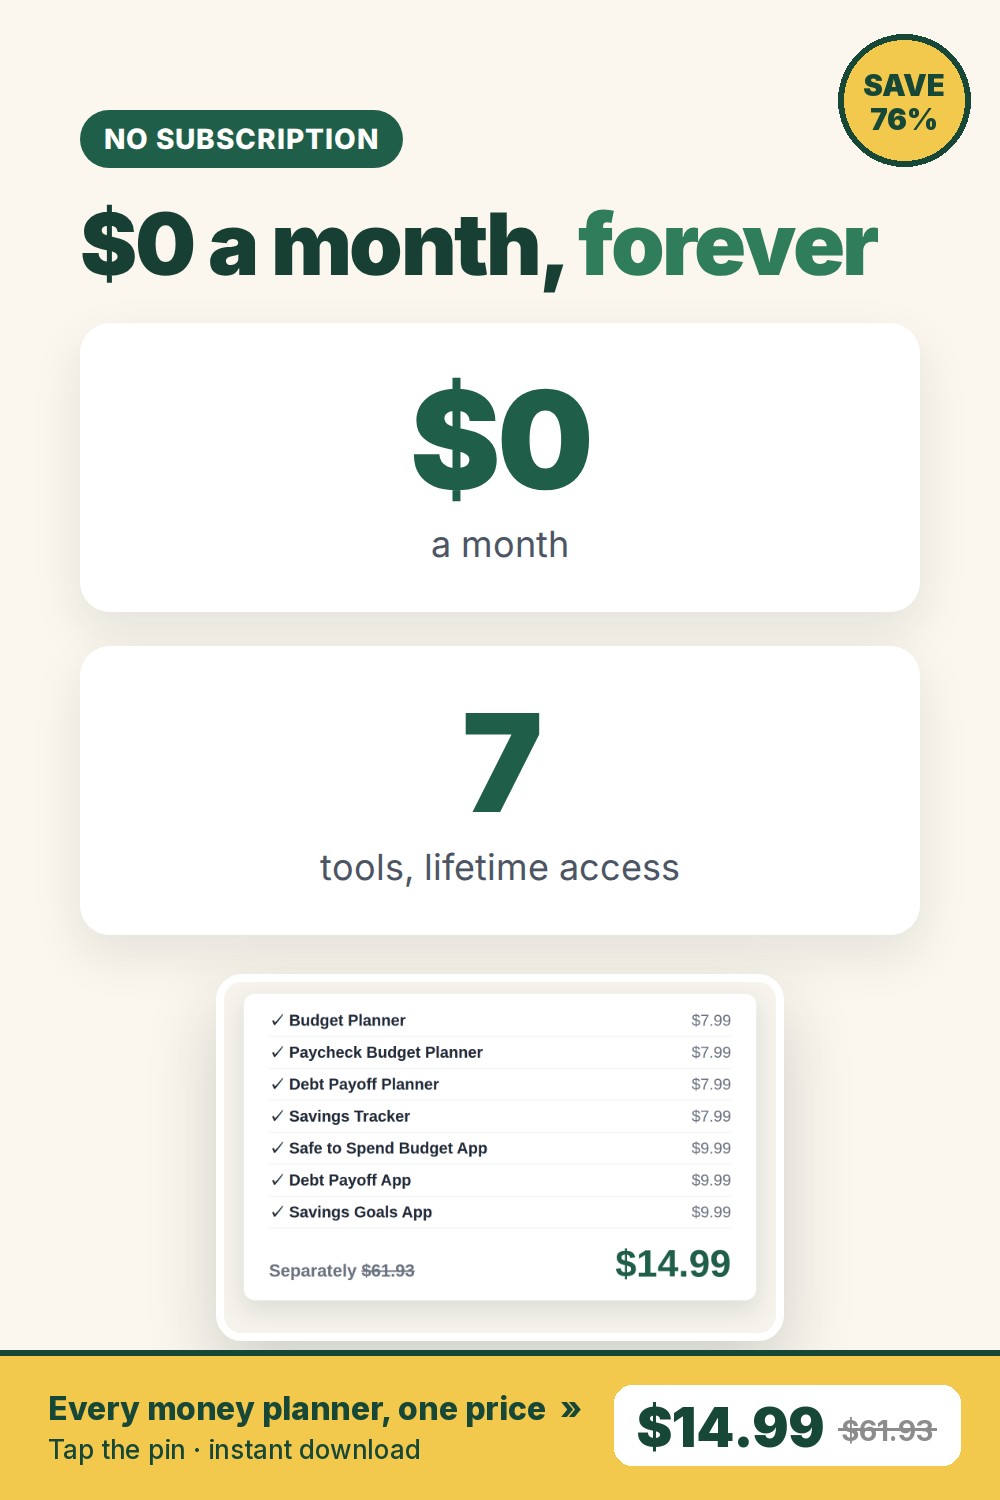 SAVE
76%
NO SUBSCRIPTION
$0 a month, forever
$0
a month
7
tools, lifetime access
✓ Budget Planner $7.99
✓ Paycheck Budget Planner $7.99
✓ Debt Payoff Planner $7.99
✓ Savings Tracker $7.99
✓ Safe to Spend Budget App $9.99
✓ Debt Payoff App $9.99
✓ Savings Goals App $9.99
Separately $61.93 $14.99
Every money planner, one price »
Tap the pin · instant download
$14.99 $61.93